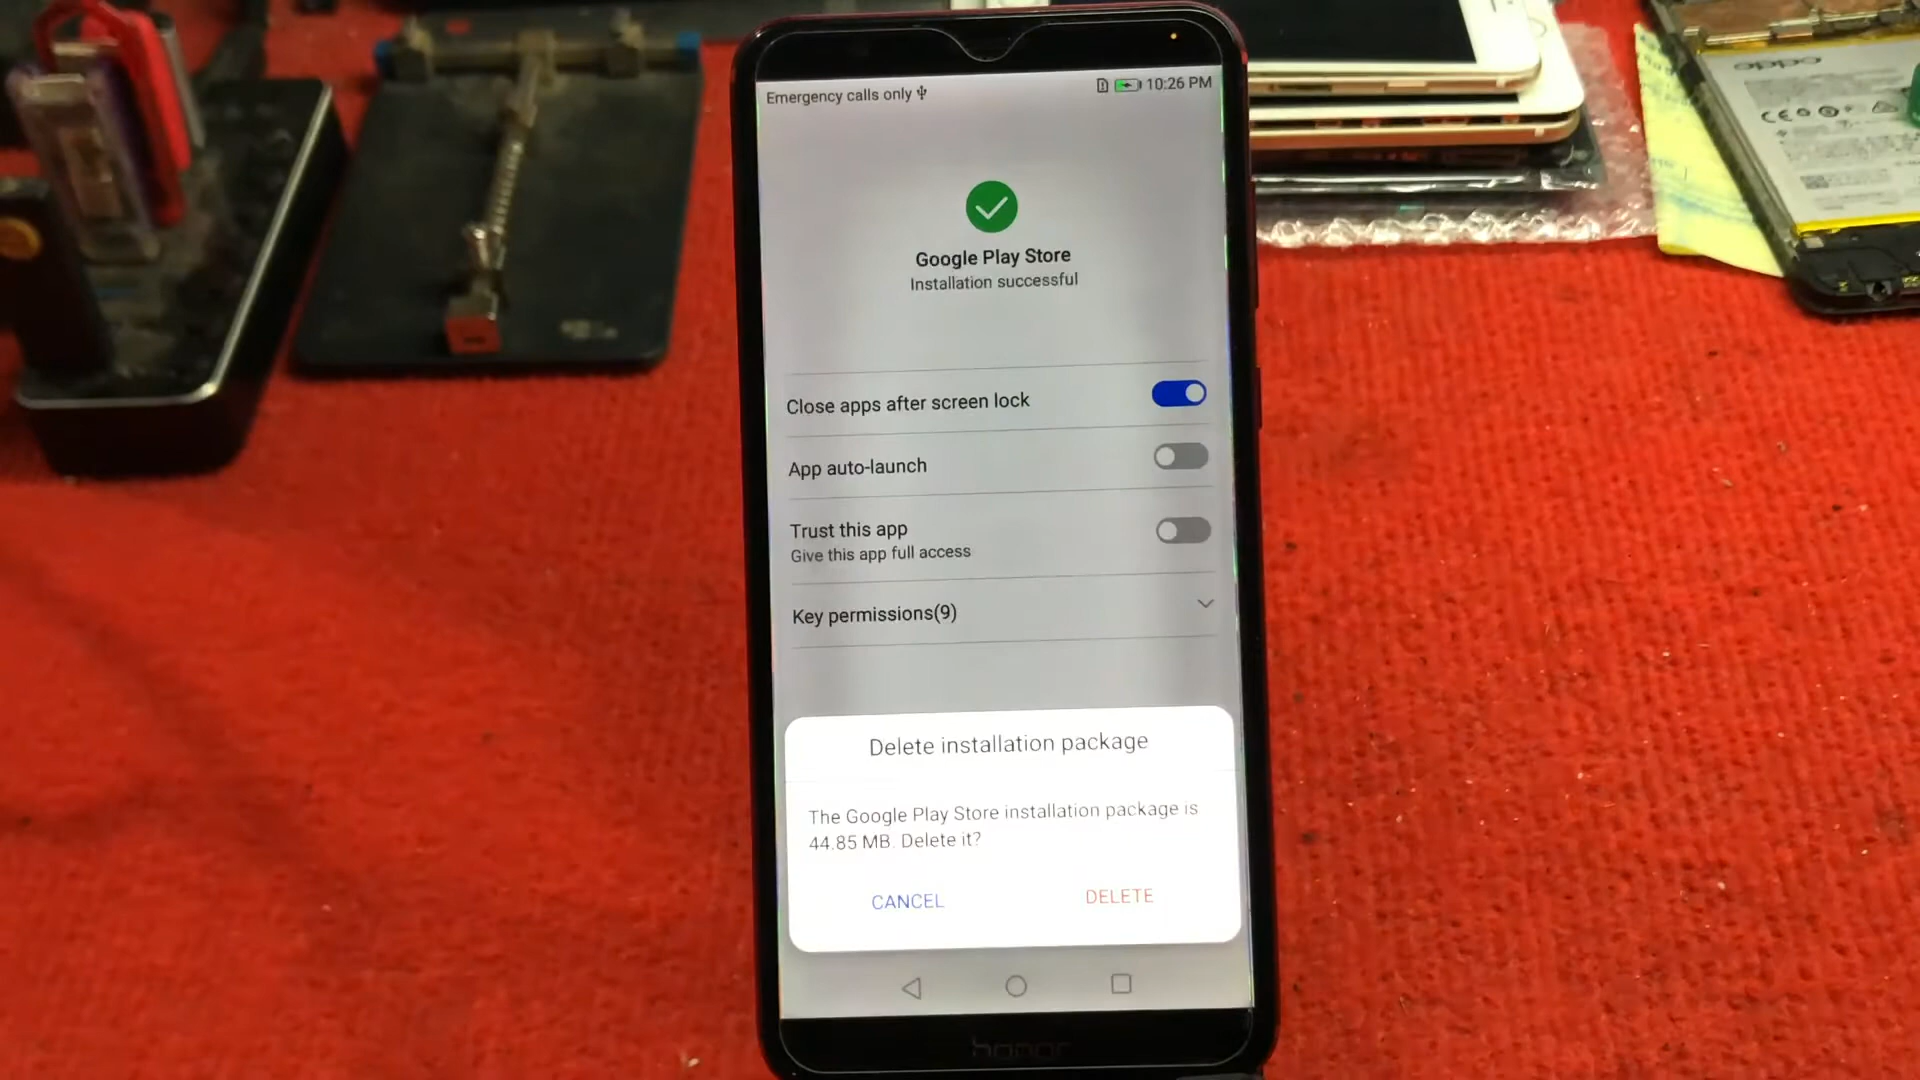 Emergency calls only
10:26 PM
Google Play Store
Installation successful
Close apps after screen lock
App auto-launch
Trust this app
Give this app full access
Key permissions(9)
Delete installation package
The Google Play Store installation package is
44.85 MB. Delete it?
CANCEL
DELETE
honor
oppo